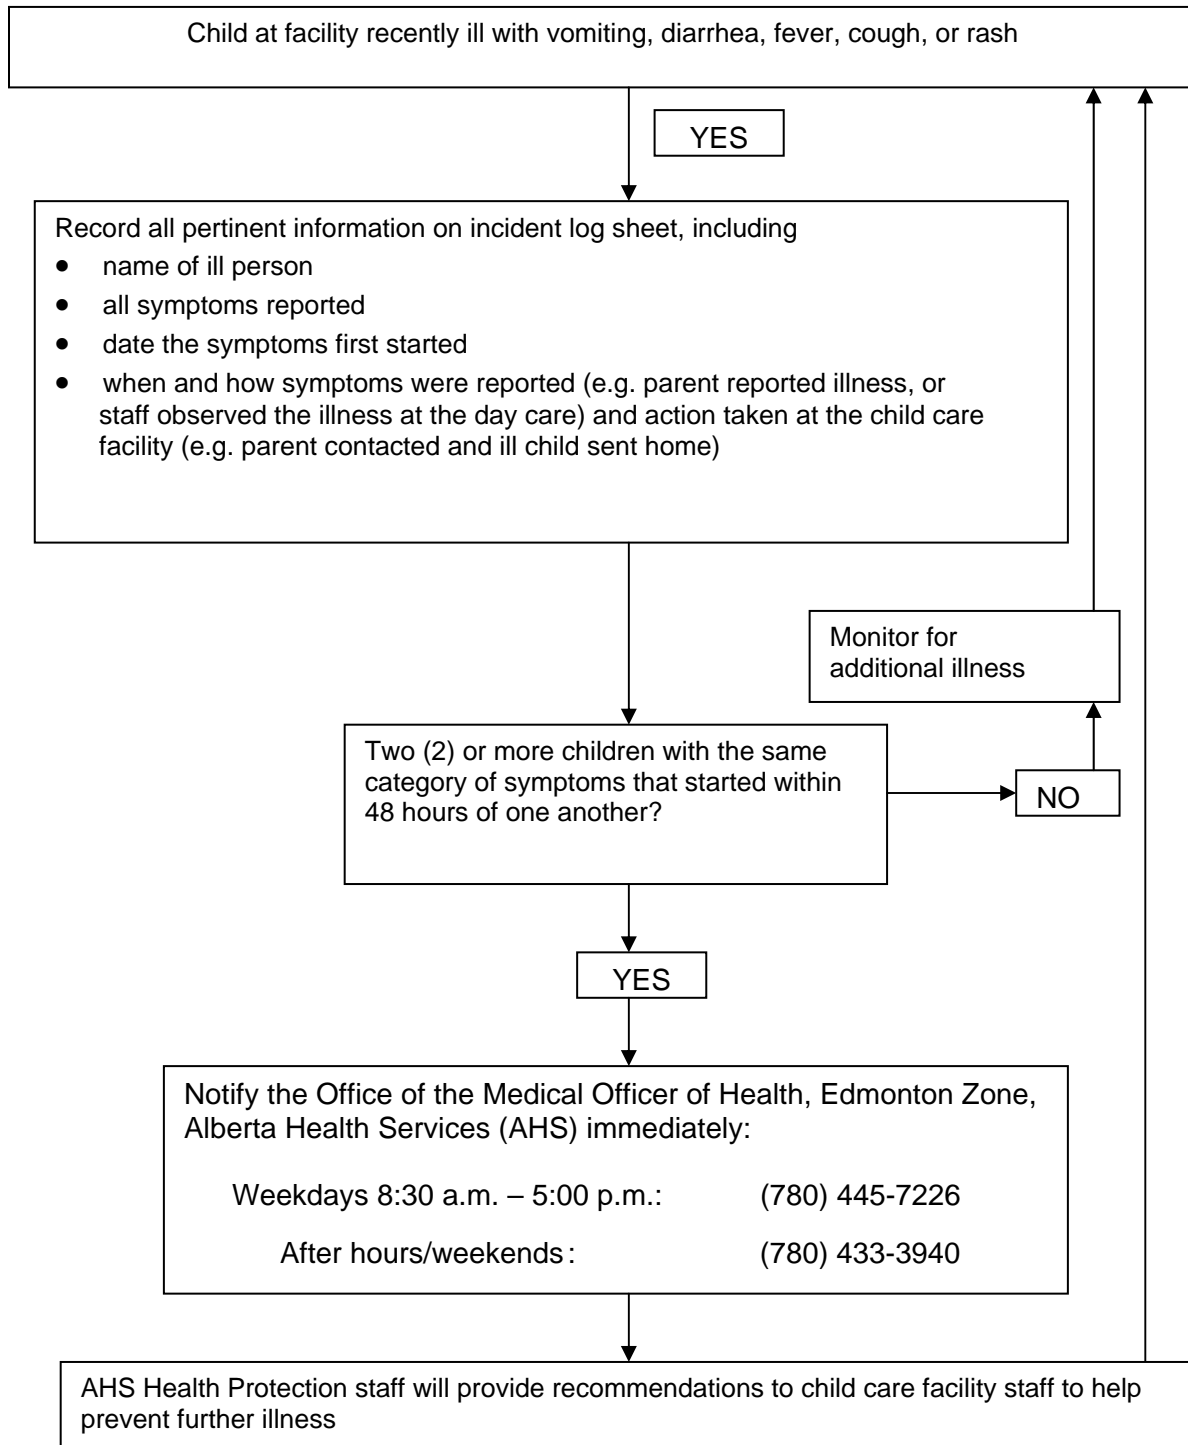 Child at facility recently ill with vomiting, diarrhea, fever, cough, or rash
YES
Record all pertinent information on incident log sheet, including
• name of ill person
• all symptoms reported
• date the symptoms first started
• when and how symptoms were reported (e.g. parent reported illness, or
staff observed the illness at the day care) and action taken at the child care
facility (e.g. parent contacted and ill child sent home)
Monitor for
additional illness
Two (2) or more children with the same
category of symptoms that started within
48 hours of one another?
NO
YES
Notify the Office of the Medical Officer of Health, Edmonton Zone,
Alberta Health Services (AHS) immediately:
Weekdays 8:30 a.m. – 5:00 p.m.: (780) 445-7226
After hours/weekends: (780) 433-3940
AHS Health Protection staff will provide recommendations to child care facility staff to help
prevent further illness